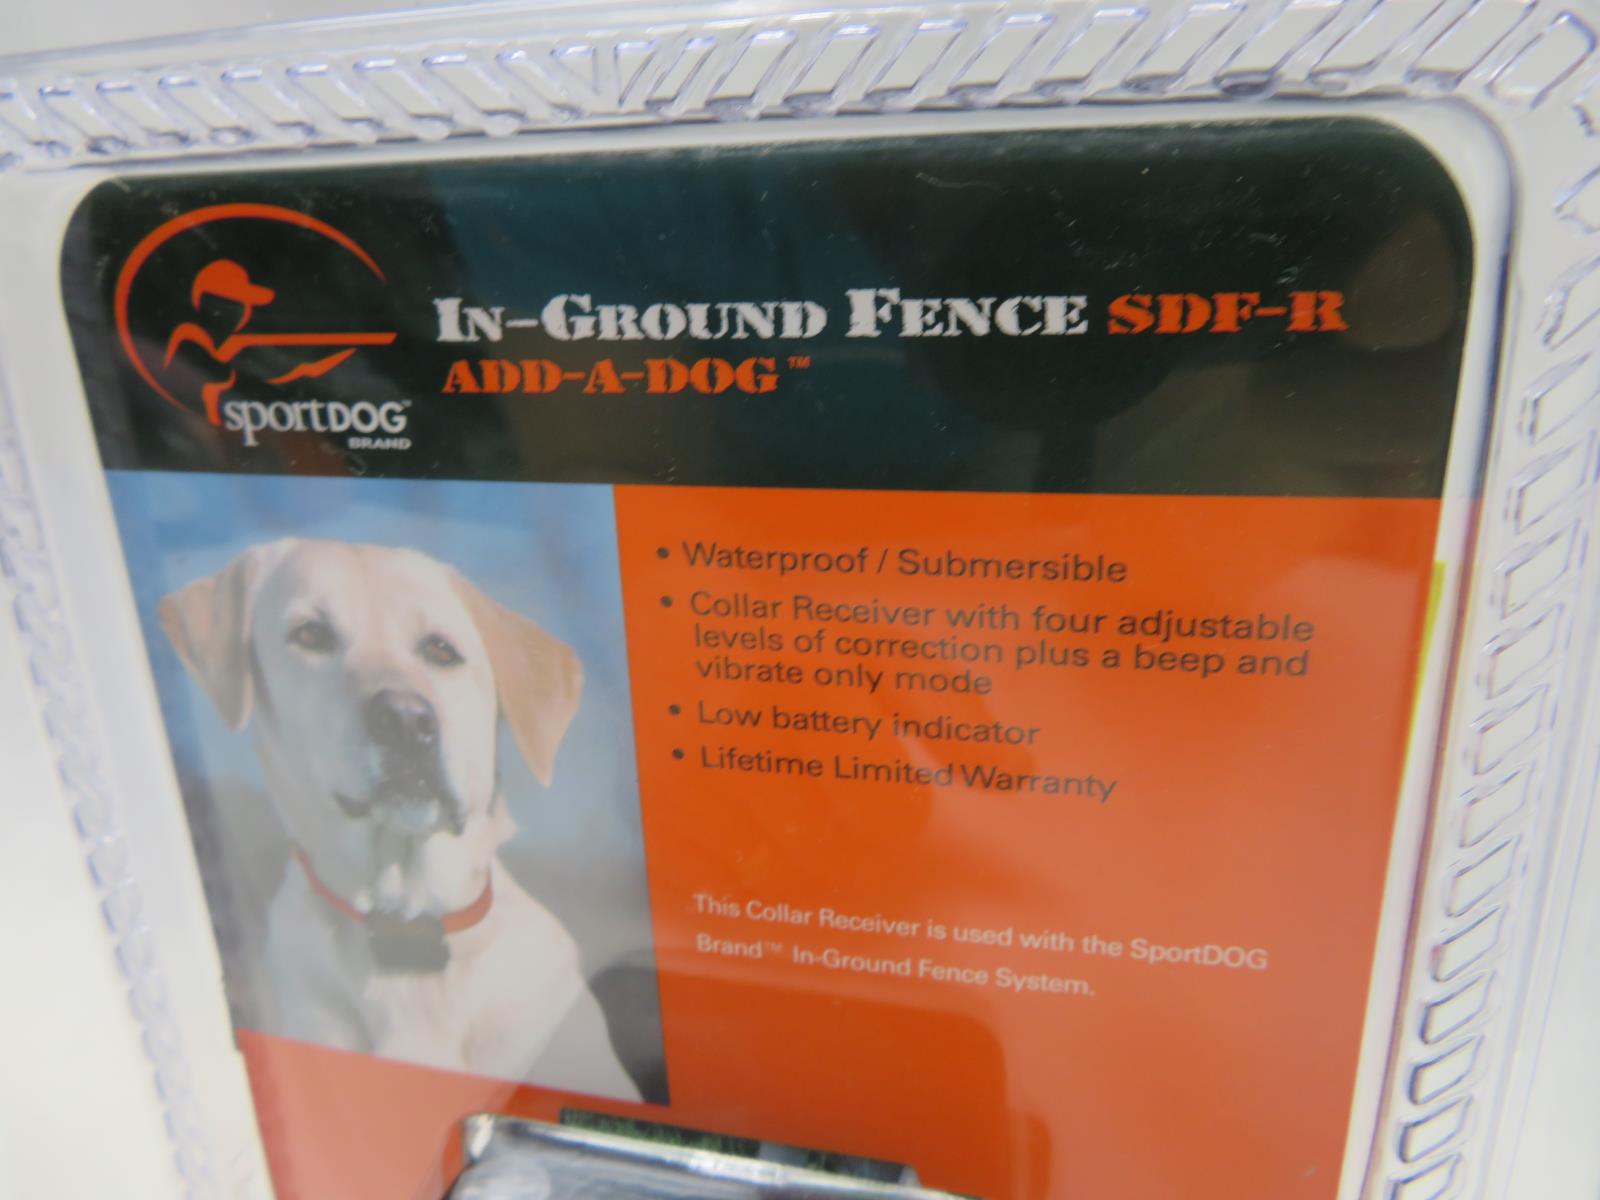 In-Ground Fence SDF-R
ADD-A-DOG™
sportDOG™
BRAND
• Waterproof / Submersible
• Collar Receiver with four adjustable
levels of correction plus a beep and
vibrate only mode
• Low battery indicator
• Lifetime Limited Warranty
This Collar Receiver is used with the SportDOG
Brand™ In-Ground Fence System.